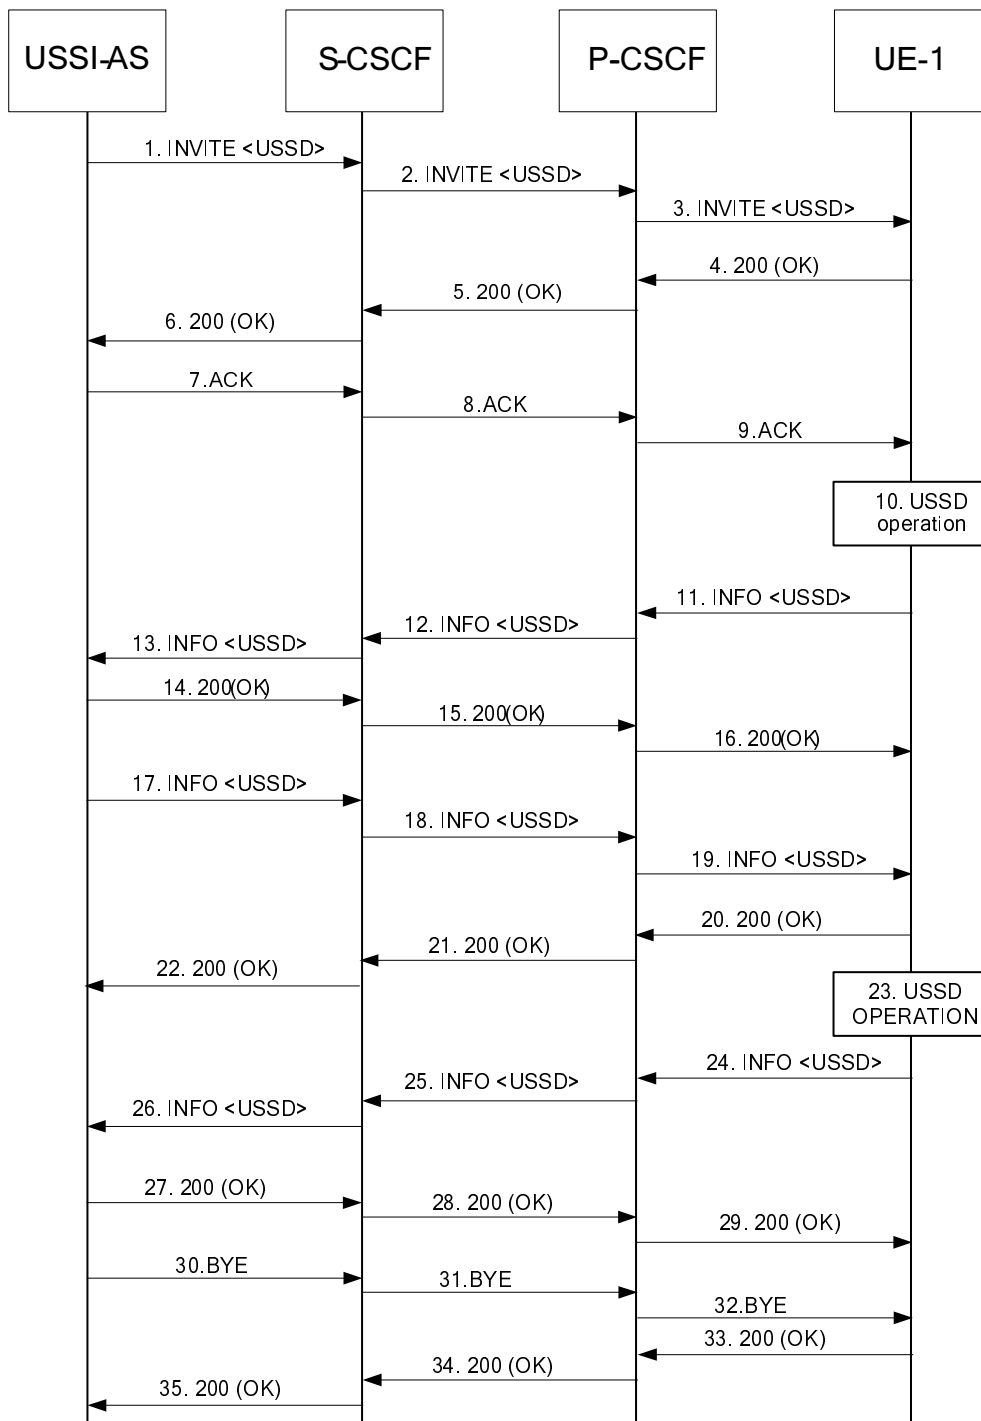 USSI-AS
S-CSCF
P-CSCF
UE-1
1. INVITE <USSD>
2. INVITE <USSD>
3. INVITE <USSD>
4. 200 (OK)
5. 200 (OK)
6. 200 (OK)
7.ACK
8.ACK
9.ACK
10. USSD
operation
11. INFO <USSD>
12. INFO <USSD>
13. INFO <USSD>
14. 200(OK)
15. 200(OK)
16. 200(OK)
17. INFO <USSD>
18. INFO <USSD>
19. INFO <USSD>
20. 200 (OK)
21. 200 (OK)
22. 200 (OK)
23. USSD
OPERATION
24. INFO <USSD>
25. INFO <USSD>
26. INFO <USSD>
27. 200 (OK)
28. 200 (OK)
29. 200 (OK)
30.BYE
31.BYE
32.BYE
33. 200 (OK)
34. 200 (OK)
35. 200 (OK)